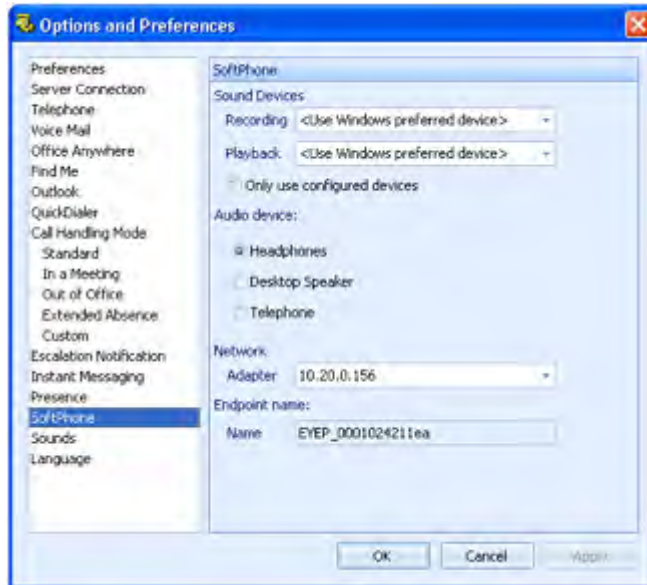 Options and Preferences
Preferences
Server Connection
Telephone
Voice Mail
Office Anywhere
Find Me
Outlook
QuickDialer
Call Handling Mode
Standard
In a Meeting
Out of Office
Extended Absence
Custom
Escalation Notification
Instant Messaging
Presence
SoftPhone
Sounds
Language
SoftPhone
Sound Devices
Recording <Use Windows preferred device>
Playback <Use Windows preferred device>
Only use configured devices
Audio device:
Headphones
Desktop Speaker
Telephone
Network
Adapter 10.20.0.156
Endpoint name:
Name EYEP_0001024211ea
OK Cancel Apply